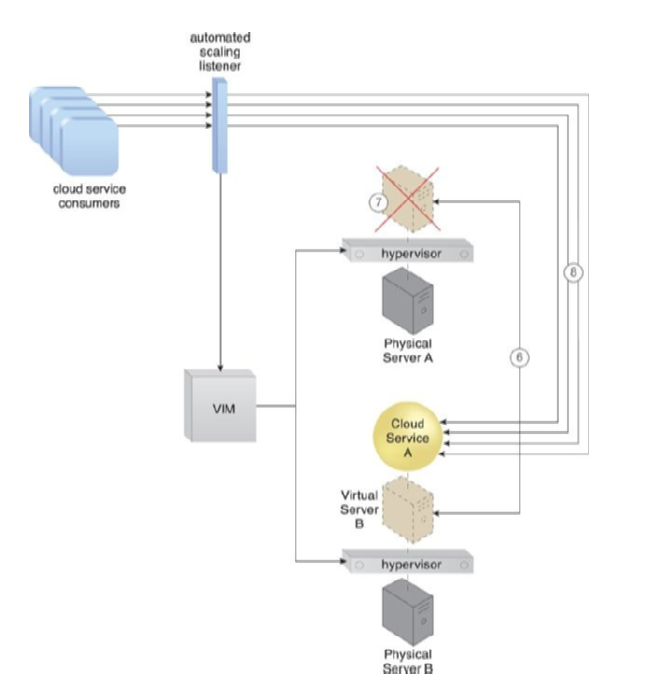 automated
scaling
listener
cloud service
consumers
7
hypervisor
8
Physical
Server A
6
VIM
Cloud
Service
A
Virtual
Server
B
hypervisor
Physical
Server B